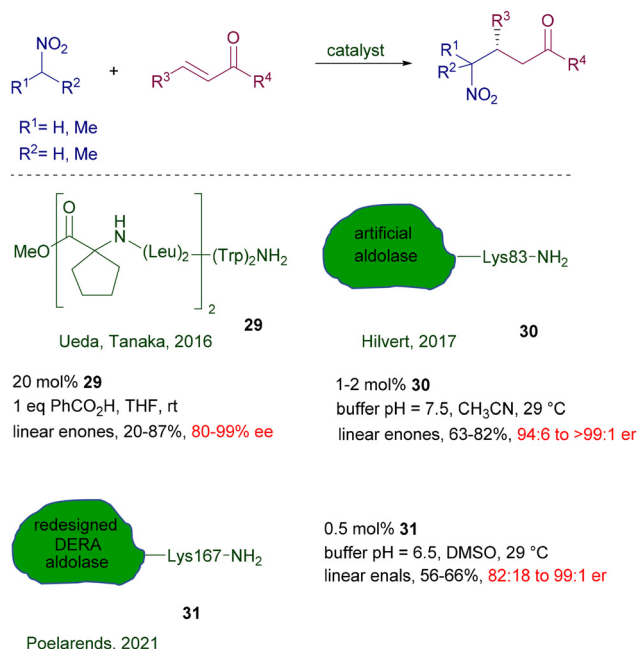 NO₂
R¹ R²
+
R³ O R⁴
catalyst
R³ O
R¹
R² R⁴
NO₂
R¹= H, Me
R²= H, Me
O
MeO
H
N
(Leu)₂
(Trp)₂NH₂
2
29
Ueda, Tanaka, 2016
20 mol% 29
1 eq PhCO₂H, THF, rt
linear enones, 20-87%, 80-99% ee
artificial
aldolase
Lys83-NH₂
30
Hilvert, 2017
1-2 mol% 30
buffer pH = 7.5, CH₃CN, 29 °C
linear enones, 63-82%, 94:6 to >99:1 er
redesigned
DERA
aldolase
Lys167-NH₂
31
Poelarends, 2021
0.5 mol% 31
buffer pH = 6.5, DMSO, 29 °C
linear enals, 56-66%, 82:18 to 99:1 er